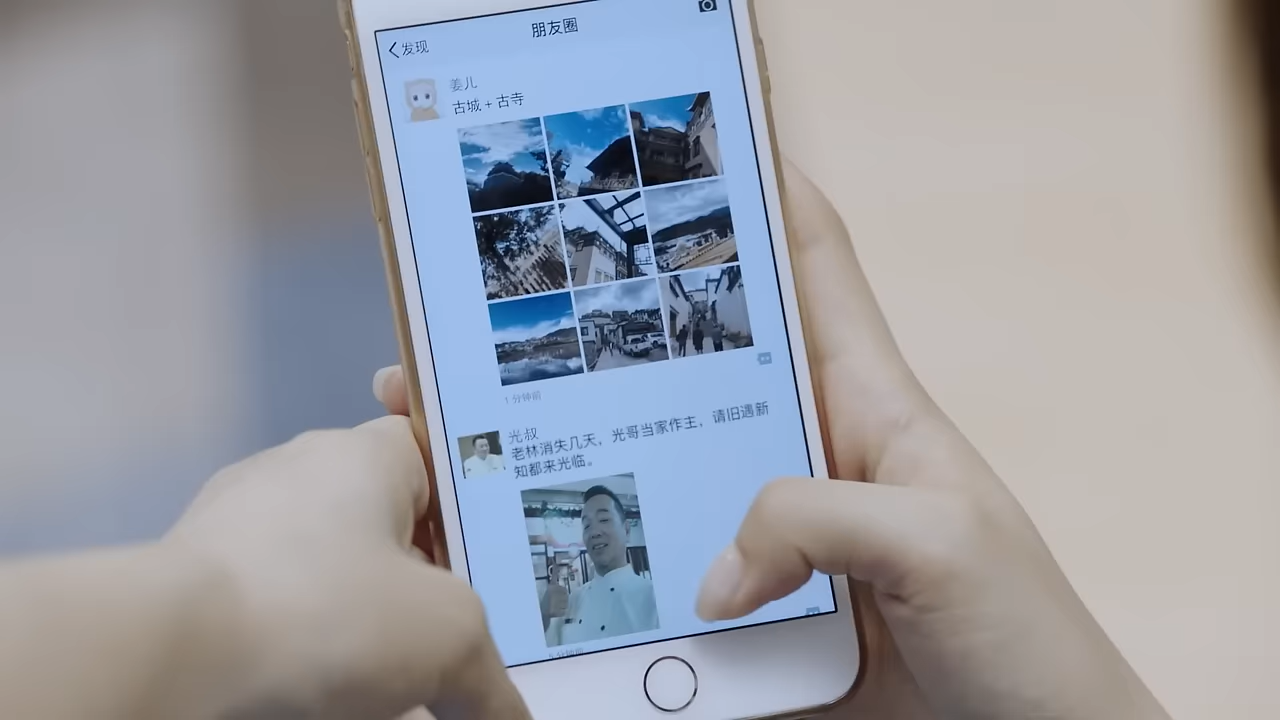 朋友圈
发现
姜儿
古城+古寺
1分钟前
光叔
老林消失几天，光哥当家作主，请旧遇新
知都来光临。